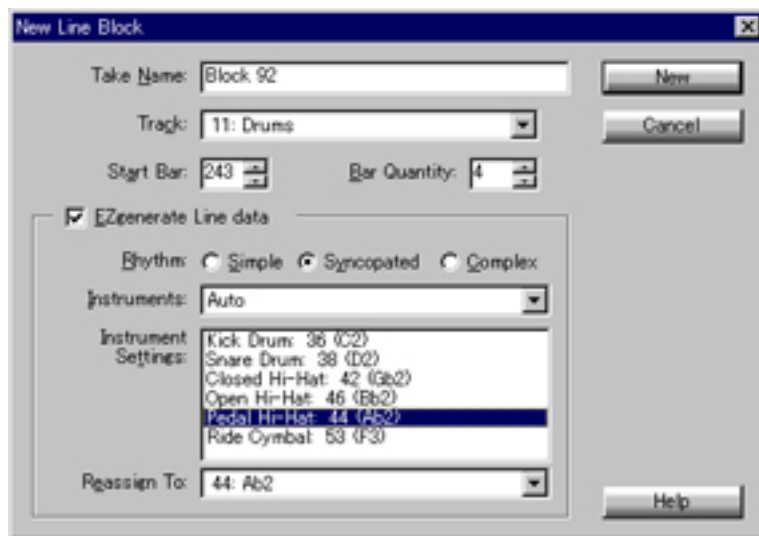 New Line Block
Take Name: Block 92
New
Track: 11: Drums
Cancel
Start Bar: 243 Bar Quantity: 4
EZgenerate Line data
Rhythm: Simple Syncopated Complex
Instruments: Auto
Instrument Settings:
Kick Drum: 36 (C2)
Snare Drum: 38 (D2)
Closed Hi-Hat: 42 (Gb2)
Open Hi-Hat: 46 (Bb2)
Pedal Hi-Hat: 44 (Ab2)
Ride Cymbal: 53 (F3)
Reassign To: 44: Ab2
Help